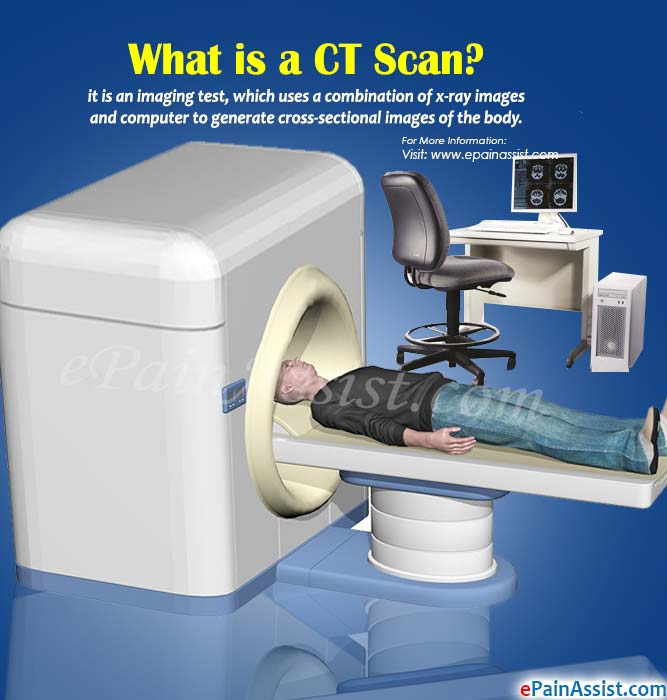 What is a CT Scan?
it is an imaging test, which uses a combination of x-ray images
and computer to generate cross-sectional images of the body.
For More Information:
Visit: www.epainassist.com
ePainAssist.com
ePainAssist.com